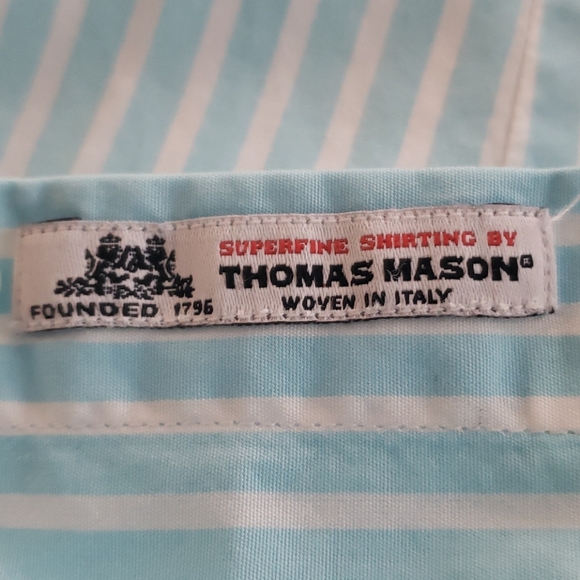 SUPERFINE SHIRTING BY
THOMAS MASON®
WOVEN IN ITALY
FOUNDED 1796